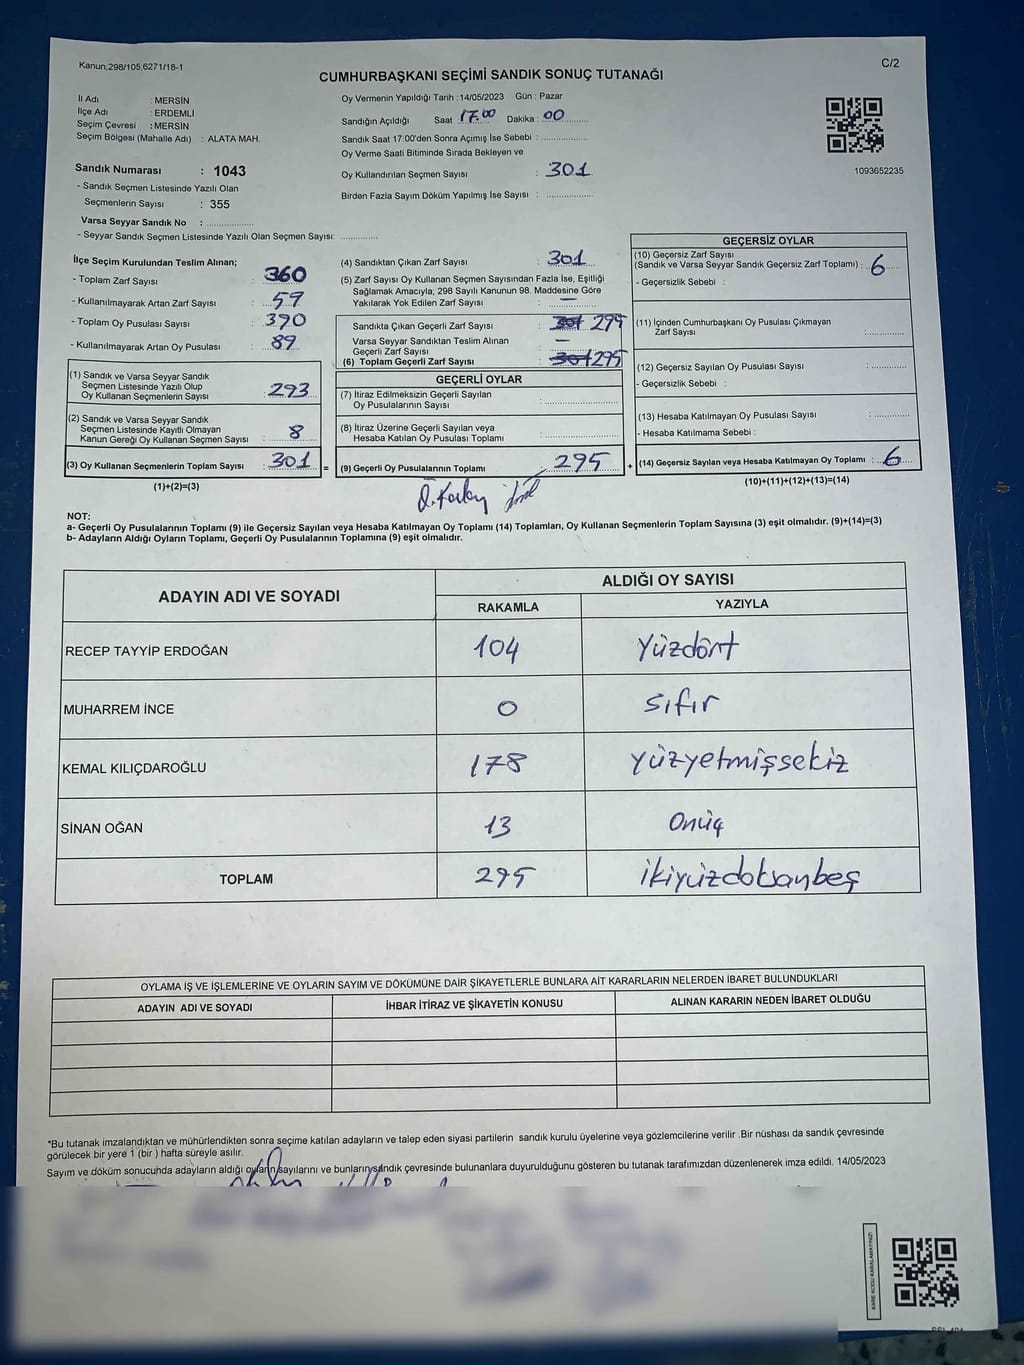 Kanun:298/105,6271/18-1
C/2
CUMHURBAŞKANI SEÇİMİ SANDIK SONUÇ TUTANAĞI
İl Adı : MERSİN
İlçe Adı : ERDEMLİ
Seçim Çevresi : MERSİN
Seçim Bölgesi (Mahalle Adı) : ALATA MAH.
Sandık Numarası : 1043
- Sandık Seçmen Listesinde Yazılı Olan
Seçmenlerin Sayısı : 355
Varsa Seyyar Sandık No : ................
- Seyyar Sandık Seçmen Listesinde Yazılı Olan Seçmen Sayısı: .............
Oy Vermenin Yapıldığı Tarih : 14/05/2023 Gün : Pazar
Sandığın Açıldığı Saat 17.00 Dakika : 00
Sandık Saat 17:00'den Sonra Açımış İse Sebebi : ................
Oy Verme Saati Bitiminde Sırada Bekleyen ve
Oy Kullandırılan Seçmen Sayısı : 301
Birden Fazla Sayım Döküm Yapılmış İse Sayısı : ................
1093652235
İlçe Seçim Kurulundan Teslim Alınan;
- Toplam Zarf Sayısı : 360
- Kullanılmayarak Artan Zarf Sayısı : 59
- Toplam Oy Pusulası Sayısı : 390
- Kullanılmayarak Artan Oy Pusulası : 89
(1) Sandık ve Varsa Seyyar Sandık
Seçmen Listesinde Yazılı Olup
Oy Kullanan Seçmenlerin Sayısı : 293
(2) Sandık ve Varsa Seyyar Sandık
Seçmen Listesinde Kayıtlı Olmayan
Kanun Gereği Oy Kullanan Seçmen Sayısı : 8
(3) Oy Kullanan Seçmenlerin Toplam Sayısı : 301 =
(1)+(2)=(3)
(4) Sandıktan Çıkan Zarf Sayısı : 301
(5) Zarf Sayısı Oy Kullanan Seçmen Sayısından Fazla İse, Eşitliği
Sağlamak Amacıyla; 298 Sayılı Kanunun 98. Maddesine Göre
Yakılarak Yok Edilen Zarf Sayısı : —
Sandıkta Çıkan Geçerli Zarf Sayısı : 301 295
Varsa Seyyar Sandıktan Teslim Alınan
Geçerli Zarf Sayısı : —
(6) Toplam Geçerli Zarf Sayısı : 301 295
GEÇERLİ OYLAR
(7) İtiraz Edilmeksizin Geçerli Sayılan
Oy Pusulalarının Sayısı : ................
(8) İtiraz Üzerine Geçerli Sayılan veya
Hesaba Katılan Oy Pusulası Toplamı : ................
(9) Geçerli Oy Pusulalarının Toplamı : 295 +
GEÇERSİZ OYLAR
(10) Geçersiz Zarf Sayısı
(Sandık ve Varsa Seyyar Sandık Geçersiz Zarf Toplamı) : 6
- Geçersizlik Sebebi :
(11) İçinden Cumhurbaşkanı Oy Pusulası Çıkmayan
Zarf Sayısı : .............
(12) Geçersiz Sayılan Oy Pusulası Sayısı : .............
- Geçersizlik Sebebi :
(13) Hesaba Katılmayan Oy Pusulası Sayısı : .............
- Hesaba Katılmama Sebebi :
(14) Geçersiz Sayılan veya Hesaba Katılmayan Oy Toplamı : 6
(10)+(11)+(12)+(13)=(14)
NOT:
a- Geçerli Oy Pusulalarının Toplamı (9) ile Geçersiz Sayılan veya Hesaba Katılmayan Oy Toplamı (14) Toplamları, Oy Kullanan Seçmenlerin Toplam Sayısına (3) eşit olmalıdır. (9)+(14)=(3)
b- Adayların Aldığı Oyların Toplamı, Geçerli Oy Pusulalarının Toplamına (9) eşit olmalıdır.
ADAYIN ADI VE SOYADI
ALDIĞI OY SAYISI
RAKAMLA YAZIYLA
RECEP TAYYİP ERDOĞAN 104 Yüzdört
MUHARREM İNCE 0 Sıfır
KEMAL KILIÇDAROĞLU 178 Yüzyetmişsekiz
SİNAN OĞAN 13 Onüç
TOPLAM 295 ikiyüzdoksanbeş
OYLAMA İŞ VE İŞLEMLERİNE VE OYLARIN SAYIM VE DÖKÜMÜNE DAİR ŞİKAYETLERLE BUNLARA AİT KARARLARIN NELERDEN İBARET BULUNDUKLARI
ADAYIN ADI VE SOYADI İHBAR İTİRAZ VE ŞİKAYETİN KONUSU ALINAN KARARIN NEDEN İBARET OLDUĞU
*Bu tutanak imzalandıktan ve mühürlendikten sonra seçime katılan adayların ve talep eden siyasi partilerin sandık kurulu üyelerine veya gözlemcilerine verilir .Bir nüshası da sandık çevresinde
görülecek bir yere 1 (bir ) hafta süreyle asılır.
Sayım ve döküm sonucunda adayların aldığı oyların sayılarını ve bunların sandık çevresinde bulunanlara duyurulduğunu gösteren bu tutanak tarafımızdan düzenlenerek imza edildi. 14/05/2023